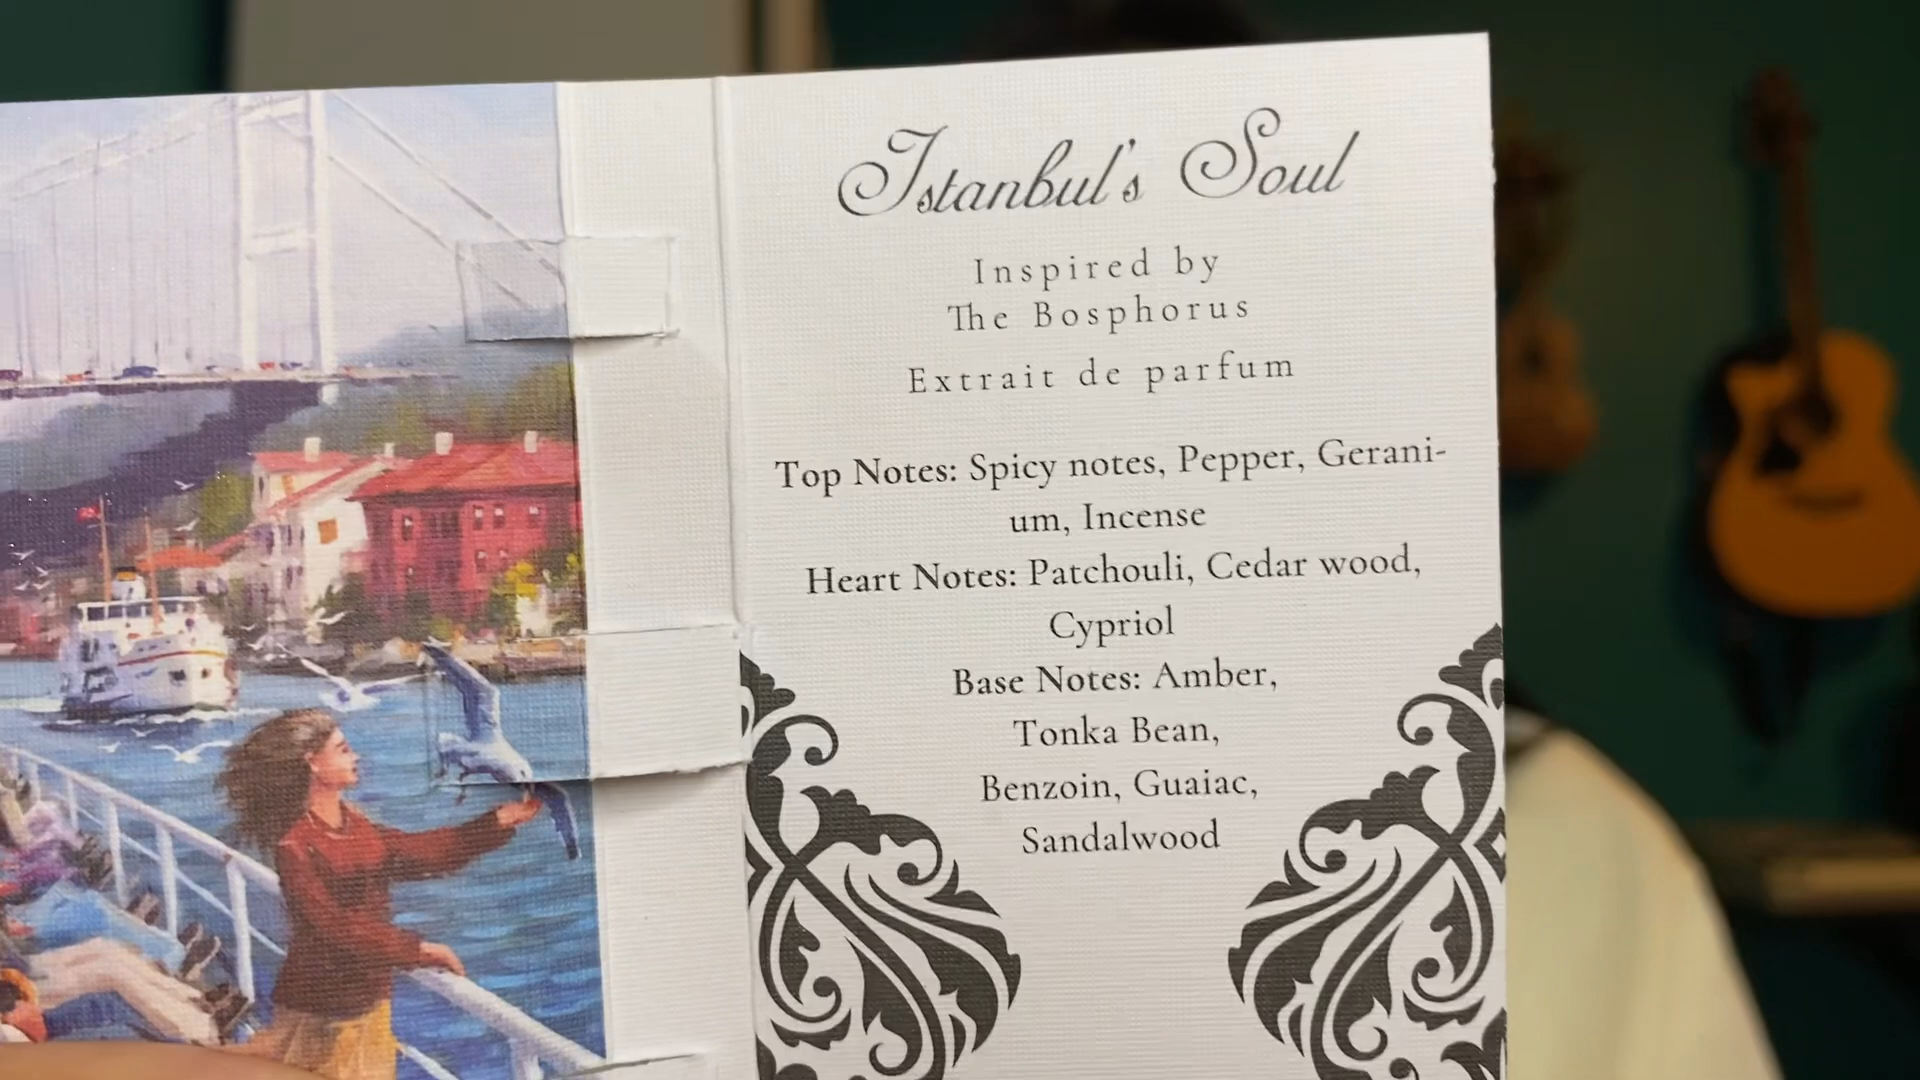 Istanbul's Soul
Inspired by
The Bosphorus
Extrait de parfum
Top Notes: Spicy notes, Pepper, Gerani-
um, Incense
Heart Notes: Patchouli, Cedar wood,
Cypriol
Base Notes: Amber,
Tonka Bean,
Benzoin, Guaiac,
Sandalwood